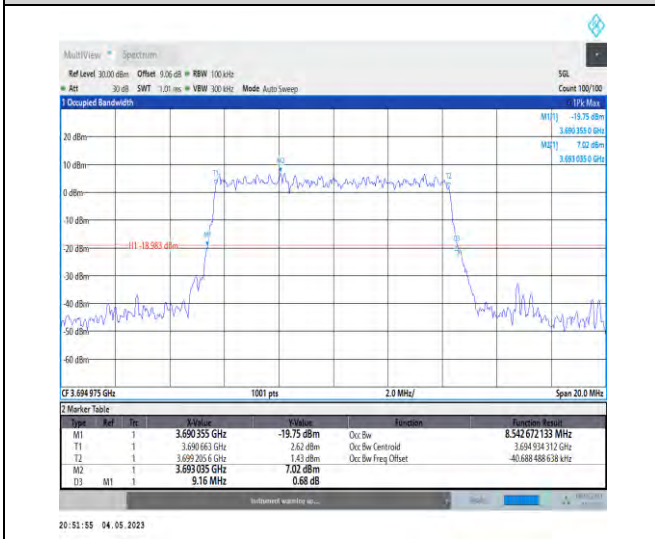 MultiView Spectrum
Ref Level 30.00 dBm Offset 9.06 dB RBW 100 kHz SGL
Att 30 dB SWT 1.01 ms VBW 300 kHz Mode Auto Sweep Count 100/100
1 Occupied Bandwidth 1Pk Max
M1[1] -19.75 dBm
3.690 355 0 GHz
M2[1] 7.02 dBm
3.693 035 0 GHz
20 dBm
10 dBm
0 dBm
-10 dBm
-20 dBm
-30 dBm
-40 dBm
-50 dBm
-60 dBm
T1
M2
T2
M1
D3
H1 -18.983 dBm
CF 3.694 975 GHz 1001 pts 2.0 MHz/ Span 20.0 MHz
2 Marker Table
Type Ref Trc X-Value Y-Value Function Function Result
M1 1 3.690 355 GHz -19.75 dBm Occ Bw 8.542 672 133 MHz
T1 1 3.690 663 GHz 2.62 dBm Occ Bw Centroid 3.694 934 312 GHz
T2 1 3.699 205 6 GHz 1.43 dBm Occ Bw Freq Offset -40.688 488 638 kHz
M2 1 3.693 035 GHz 7.02 dBm
D3 M1 1 9.16 MHz 0.68 dB
Instrument warming up...
20:51:55 04.05.2023